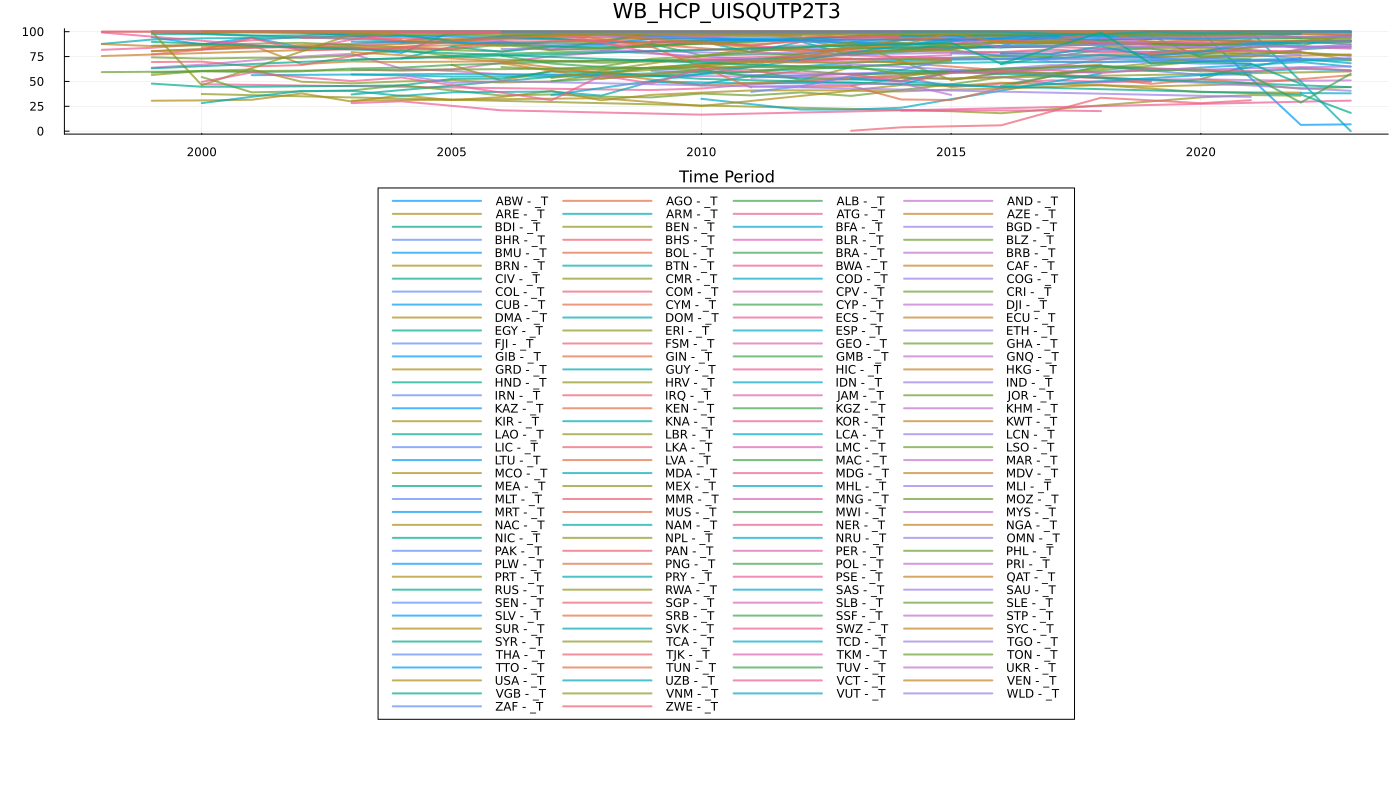 WB_HCP_UISQUTP2T3
100
75
50
25
0
2000 2005 2010 2015 2020
Time Period
ABW - _T AGO - _T ALB - _T AND - _T
ARE - _T ARM - _T ATG - _T AZE - _T
BDI - _T BEN - _T BFA - _T BGD - _T
BHR - _T BHS - _T BLR - _T BLZ - _T
BMU - _T BOL - _T BRA - _T BRB - _T
BRN - _T BTN - _T BWA - _T CAF - _T
CIV - _T CMR - _T COD - _T COG - _T
COL - _T COM - _T CPV - _T CRI - _T
CUB - _T CYM - _T CYP - _T DJI - _T
DMA - _T DOM - _T ECS - _T ECU - _T
EGY - _T ERI - _T ESP - _T ETH - _T
FJI - _T FSM - _T GEO - _T GHA - _T
GIB - _T GIN - _T GMB - _T GNQ - _T
GRD - _T GUY - _T HIC - _T HKG - _T
HND - _T HRV - _T IDN - _T IND - _T
IRN - _T IRQ - _T JAM - _T JOR - _T
KAZ - _T KEN - _T KGZ - _T KHM - _T
KIR - _T KNA - _T KOR - _T KWT - _T
LAO - _T LBR - _T LCA - _T LCN - _T
LIC - _T LKA - _T LMC - _T LSO - _T
LTU - _T LVA - _T MAC - _T MAR - _T
MCO - _T MDA - _T MDG - _T MDV - _T
MEA - _T MEX - _T MHL - _T MLI - _T
MLT - _T MMR - _T MNG - _T MOZ - _T
MRT - _T MUS - _T MWI - _T MYS - _T
NAC - _T NAM - _T NER - _T NGA - _T
NIC - _T NPL - _T NRU - _T OMN - _T
PAK - _T PAN - _T PER - _T PHL - _T
PLW - _T PNG - _T POL - _T PRI - _T
PRT - _T PRY - _T PSE - _T QAT - _T
RUS - _T RWA - _T SAS - _T SAU - _T
SEN - _T SGP - _T SLB - _T SLE - _T
SLV - _T SRB - _T SSF - _T STP - _T
SUR - _T SVK - _T SWZ - _T SYC - _T
SYR - _T TCA - _T TCD - _T TGO - _T
THA - _T TJK - _T TKM - _T TON - _T
TTO - _T TUN - _T TUV - _T UKR - _T
USA - _T UZB - _T VCT - _T VEN - _T
VGB - _T VNM - _T VUT - _T WLD - _T
ZAF - _T ZWE - _T